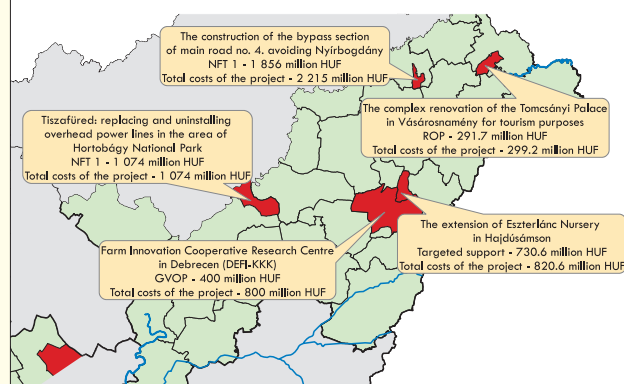 The construction of the bypass section
of main road no. 4. avoiding Nyírbogdány
NFT 1 - 1 856 million HUF
Total costs of the project - 2 215 million HUF
The complex renovation of the Tomcsányi Palace
in Vásárosnamény for tourism purposes
ROP - 291.7 million HUF
Total costs of the project - 299.2 million HUF
Tiszafüred: replacing and uninstalling
overhead power lines in the area of
Hortobágy National Park
NFT 1 - 1 074 million HUF
Total costs of the project - 1 074 million HUF
The extension of Eszterlánc Nursery
in Hajdúsámson
Targeted support - 730.6 million HUF
Total costs of the project - 820.6 million HUF
Farm Innovation Cooperative Research Centre
in Debrecen (DEFI-KKK)
GVOP - 400 million HUF
Total costs of the project - 800 million HUF